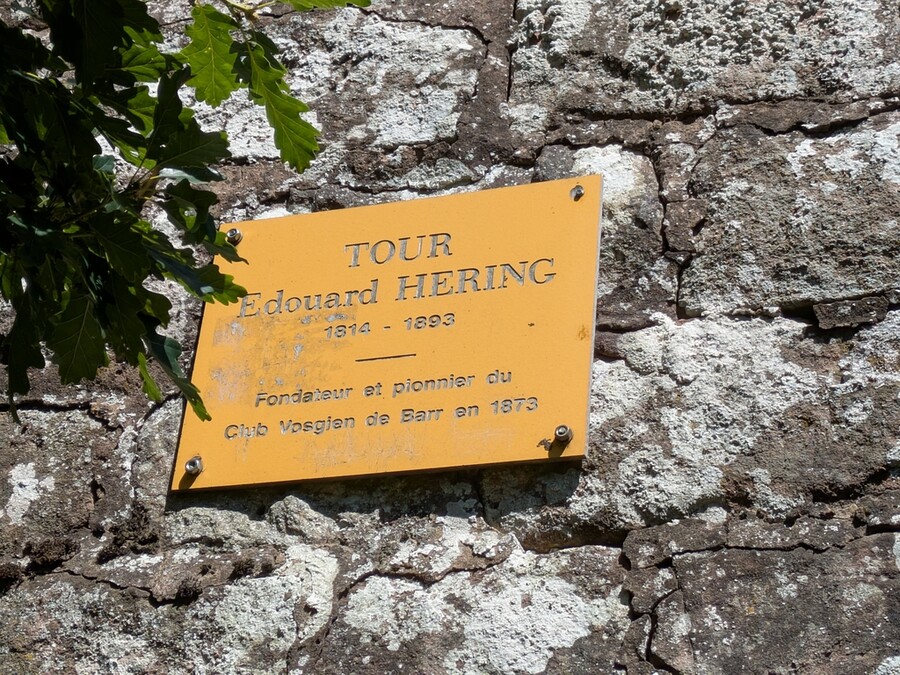 TOUR
Edouard HERING
1814 - 1893
Fondateur et pionnier du
Club Vosgien de Barr en 1873